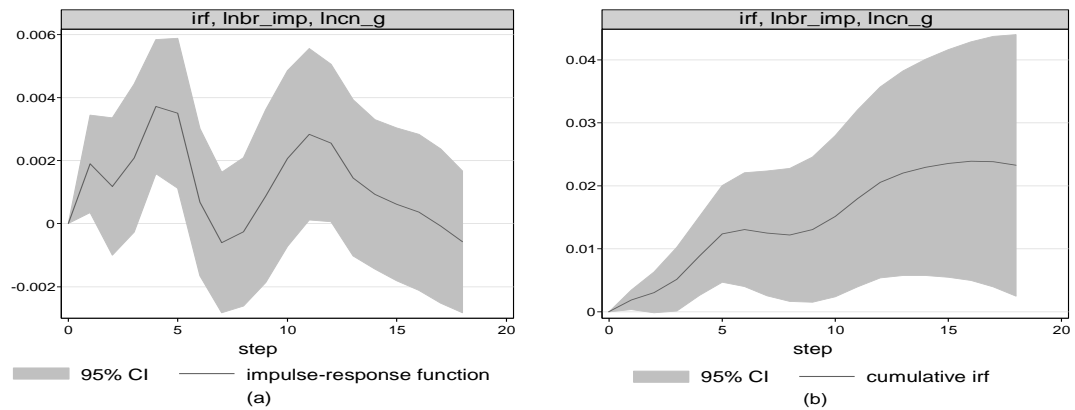 irf, lnbr_imp, lncn_g
0.006
0.004
0.002
0
-0.002
0 5 10 15 20
step
95% CI impulse-response function
(a)
irf, lnbr_imp, lncn_g
0.04
0.03
0.02
0.01
0
0 5 10 15 20
step
95% CI cumulative irf
(b)